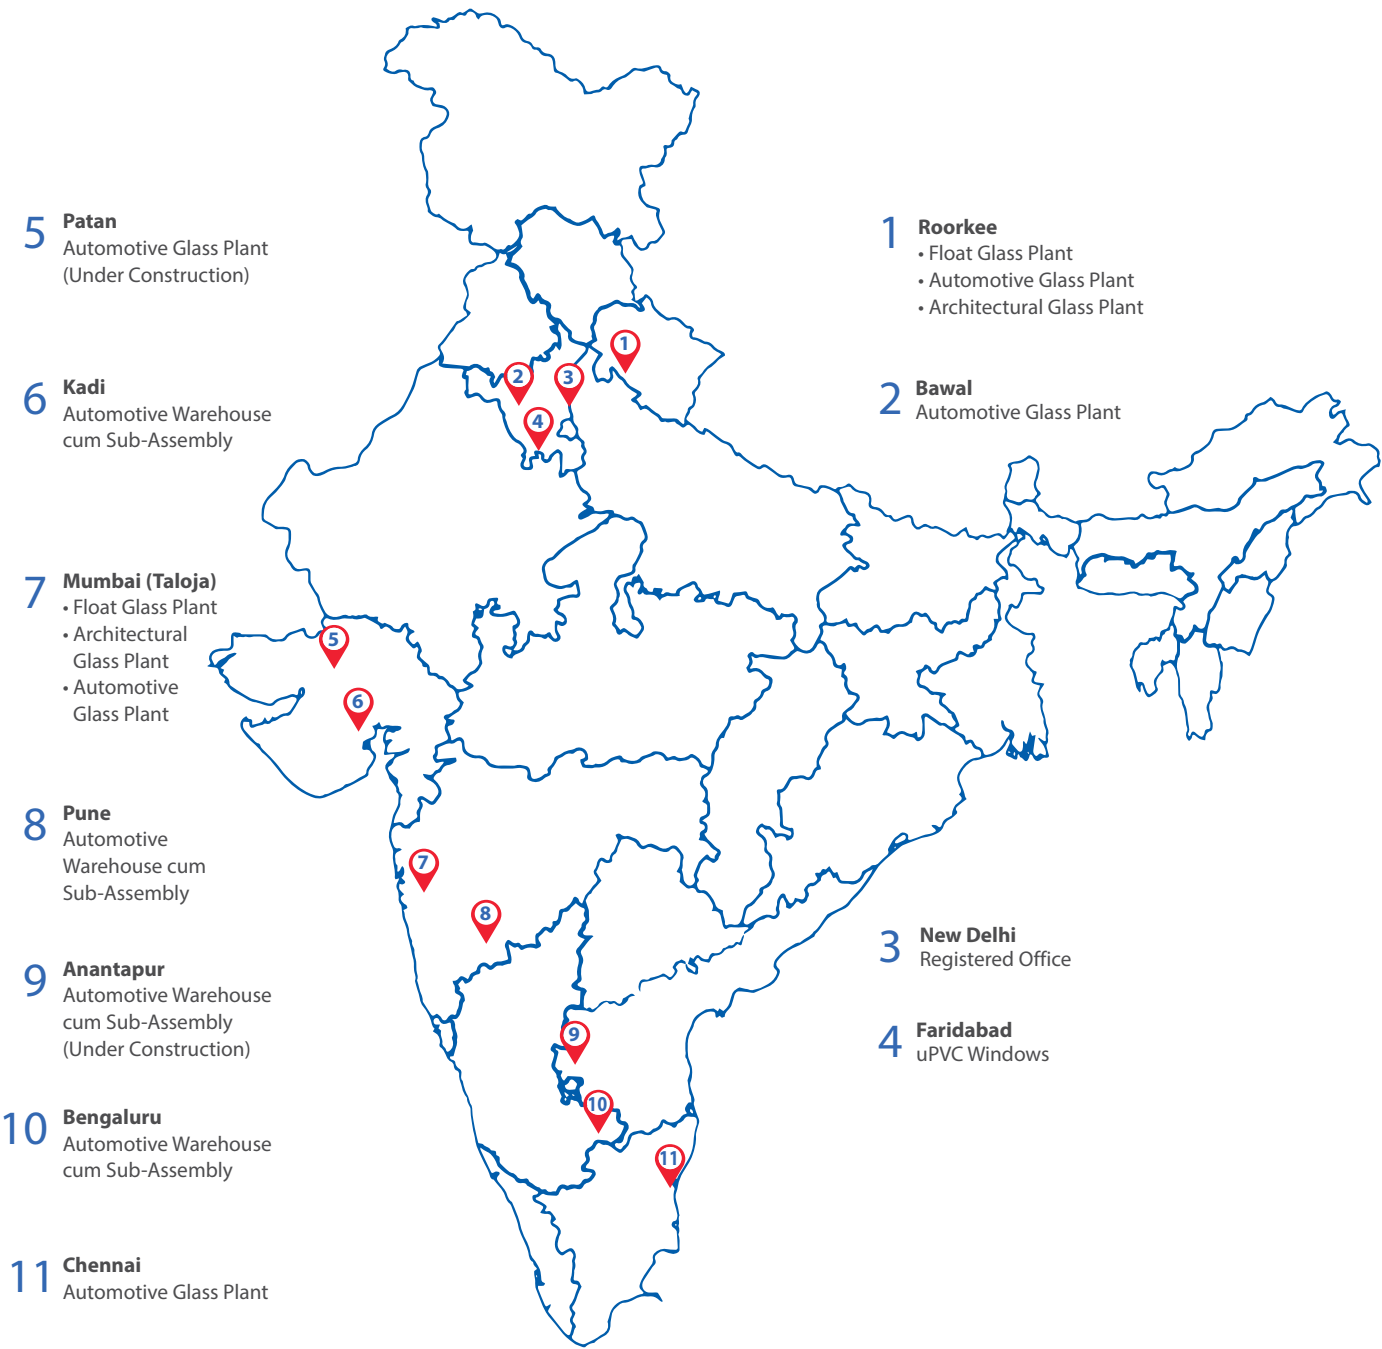 5
Patan
Automotive Glass Plant
(Under Construction)
6
Kadi
Automotive Warehouse
cum Sub-Assembly
7
Mumbai (Taloja)
• Float Glass Plant
• Architectural
Glass Plant
• Automotive
Glass Plant
8
Pune
Automotive
Warehouse cum
Sub-Assembly
9
Anantapur
Automotive Warehouse
cum Sub-Assembly
(Under Construction)
10
Bengaluru
Automotive Warehouse
cum Sub-Assembly
11
Chennai
Automotive Glass Plant
1
2
3
4
5
6
7
8
9
10
11
1
Roorkee
• Float Glass Plant
• Automotive Glass Plant
• Architectural Glass Plant
2
Bawal
Automotive Glass Plant
3
New Delhi
Registered Office
4
Faridabad
uPVC Windows